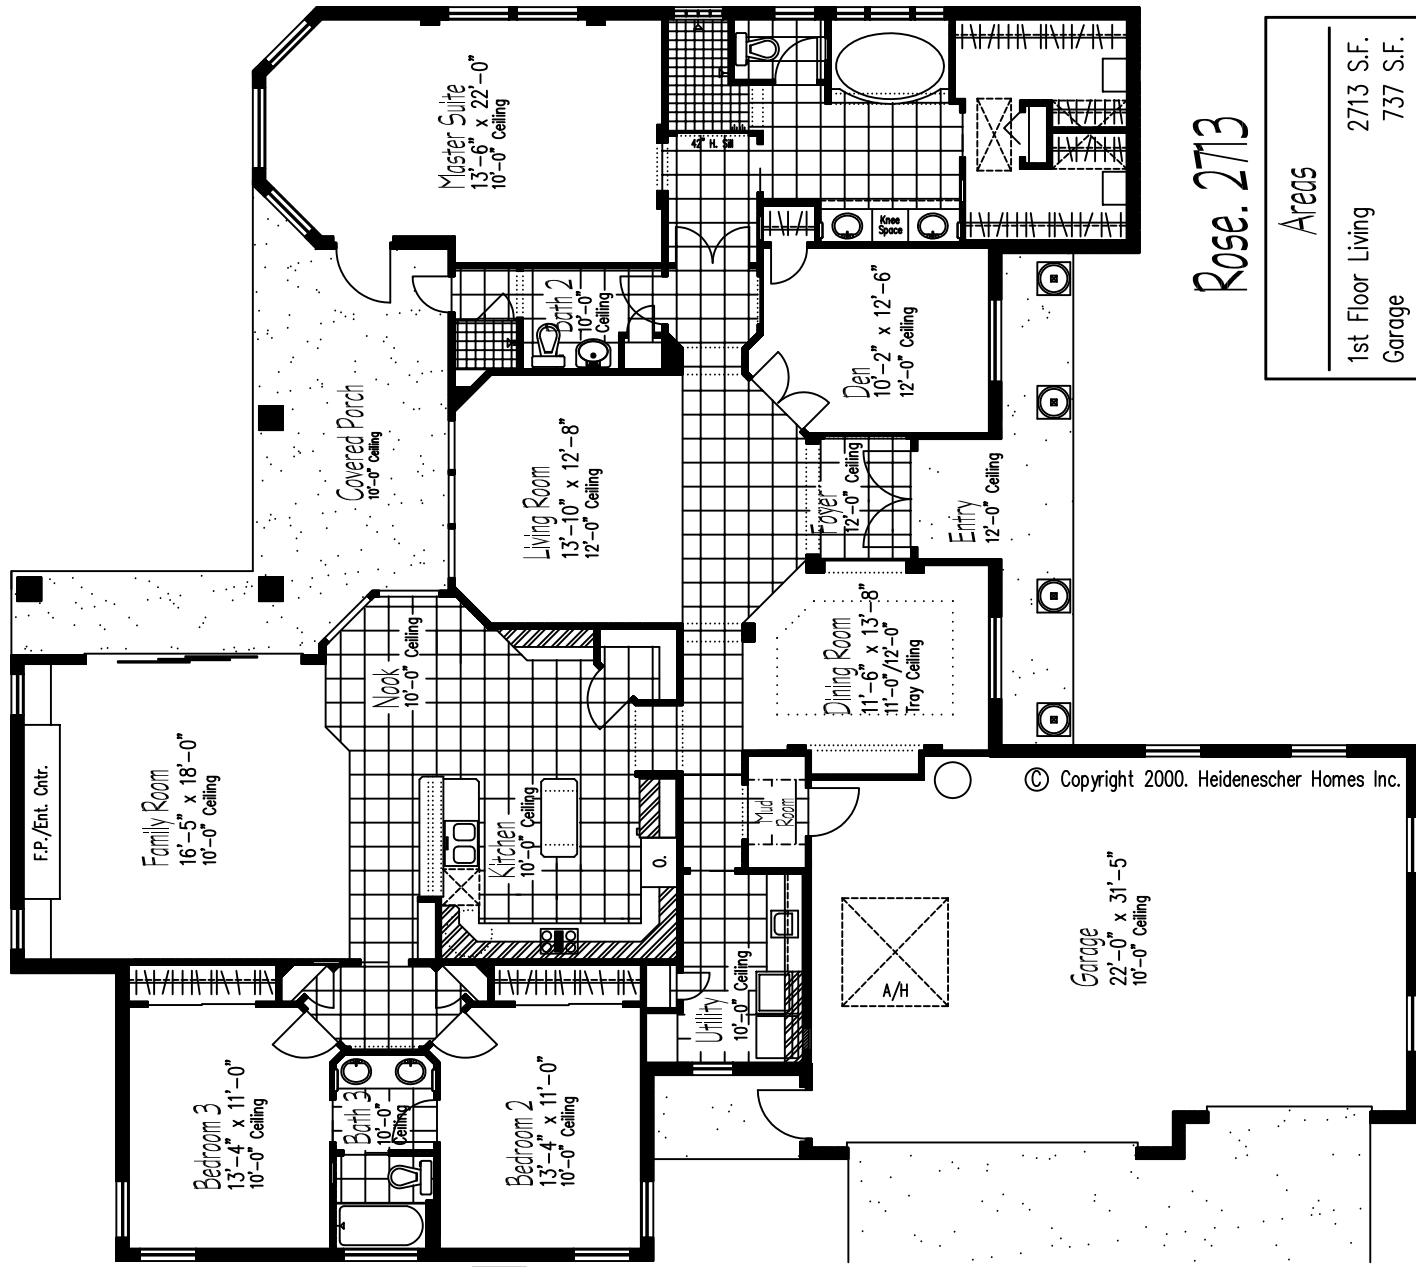 Rose. 2713
Areas
1st Floor Living 2713 S.F.
Garage 737 S.F.
Master Suite
13'-6" x 22'-0"
10'-0" Ceiling
42" H. Sill
Knee
Space
Bath 2
10'-0"
Ceiling
Den
10'-2" x 12'-6"
12'-0" Ceiling
Covered Porch
10'-0" Ceiling
Living Room
13'-10" x 12'-8"
12'-0" Ceiling
Foyer
12'-0" Ceiling
Entry
12'-0" Ceiling
Nook
10'-0" Ceiling
Dining Room
11'-6" x 13'-8"
11'-0"/12'-0"
Tray Ceiling
F.P./Ent. Cntr.
Family Room
16'-5" x 18'-0"
10'-0" Ceiling
Kitchen
10'-0" Ceiling
O.
Mud
Room
© Copyright 2000. Heidenescher Homes Inc.
Garage
22'-0" x 31'-5"
10'-0" Ceiling
A/H
Utility
10'-0" Ceiling
Bedroom 3
13'-4" x 11'-0"
10'-0" Ceiling
Bath 3
10'-0"
Ceiling
Bedroom 2
13'-4" x 11'-0"
10'-0" Ceiling